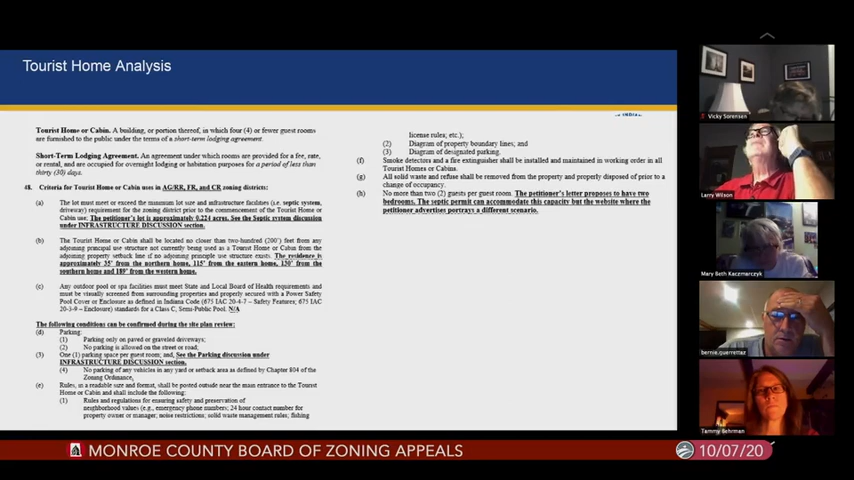 Tourist Home Analysis
INDIA
Tourist Home or Cabin. A building, or portion thereof, in which four (4) or fewer guest rooms
are furnished to the public under the terms of a short-term lodging agreement.
Short-Term Lodging Agreement. An agreement under which rooms are provided for a fee, rate,
or rental, and are occupied for overnight lodging or habitation purposes for a period of less than
thirty (30) days.
48. Criteria for Tourist Home or Cabin uses in AG/RR, FR, and CR zoning districts:
(a) The lot must meet or exceed the maximum lot size and infrastructure facilities (i.e. septic system,
driveway) requirement for the zoning district prior to the commencement of the Tourist Home or
Cabin use; The petitioner's lot is approximately 0.224 acres. See the Septic system discussion
under INFRASTRUCTURE DISCUSSION section.
(b) The Tourist Home or Cabin shall be located no closer than two-hundred (200') feet from any
adjoining principal use structure not currently being used as a Tourist Home or Cabin from the
adjoining property setback line if no adjoining principle use structure exists. The residence is
approximately 35' from the northern home, 115' from the eastern home, 150' from the
southern home and 189' from the western home.
(c) Any outdoor pool or spa facilities must meet State and Local Board of Health requirements and
must be visually screened from surrounding properties and properly secured with a Power Safety
Pool Cover or Enclosure as defined in Indiana Code (675 IAC 20-4-7 – Safety Features; 675 IAC
20-3-9 – Enclosure) standards for a Class C, Semi-Public Pool. N/A
The following conditions can be confirmed during the site plan review:
(d) Parking:
(1) Parking only on paved or graveled driveways;
(2) No parking is allowed on the street or road;
(3) One (1) parking space per guest room; and, See the Parking discussion under
INFRASTRUCTURE DISCUSSION section.
(4) No parking of any vehicles in any yard or setback area as defined by Chapter 804 of the
Zoning Ordinance,
(e) Rules, in a readable size and format, shall be posted outside near the main entrance to the Tourist
Home or Cabin and shall include the following:
(1) Rules and regulations for ensuring safety and preservation of
neighborhood values (e.g., emergency phone numbers; 24 hour contact number for
property owner or manager; noise restrictions; solid waste management rules; fishing
license rules; etc.);
(2) Diagram of property boundary lines; and
(3) Diagram of designated parking.
(f) Smoke detectors and a fire extinguisher shall be installed and maintained in working order in all
Tourist Homes or Cabins.
(g) All solid waste and refuse shall be removed from the property and properly disposed of prior to a
change of occupancy.
(h) No more than two (2) guests per guest room. The petitioner's letter proposes to have two
bedrooms. The septic permit can accommodate this capacity but the website where the
petitioner advertises portrays a different scenario.
Vicky Sorensen
Larry Wilson
Mary Beth Kaczmarczyk
bernie.guerrettaz
Tammy Behrman
MONROE COUNTY BOARD OF ZONING APPEALS
10/07/20